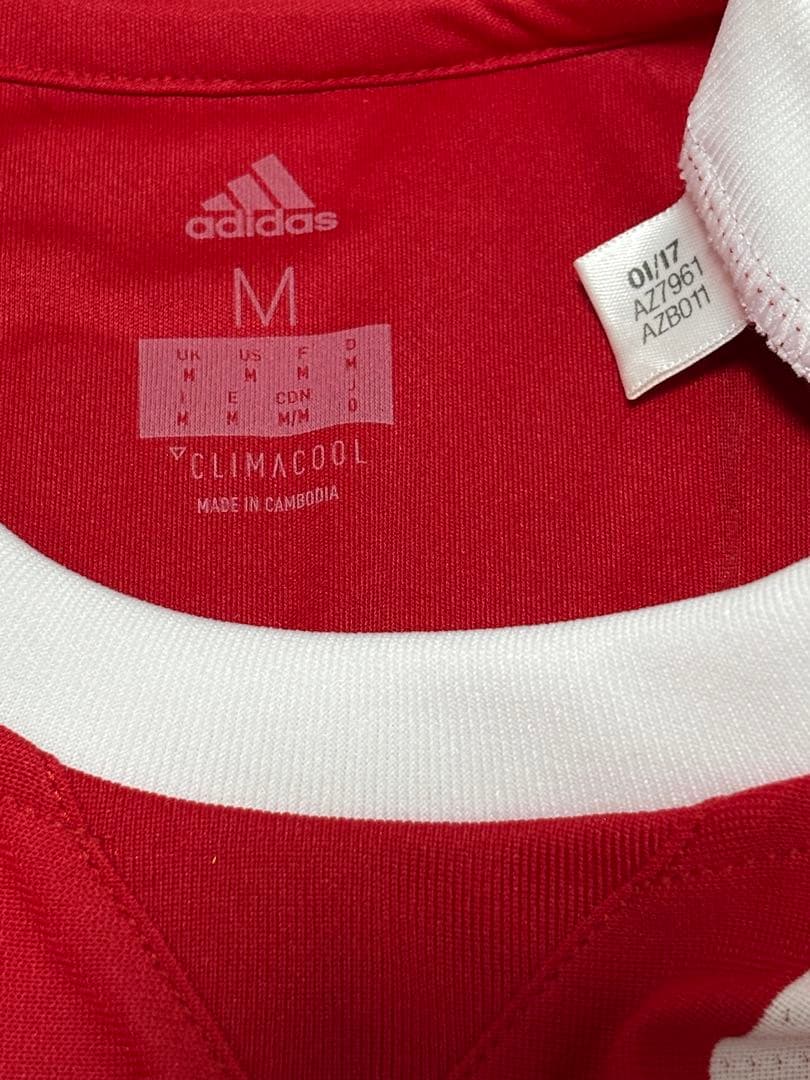 adidas
M
UK US F D
M M M M
I E CDN J
M M M/M O
CLIMACOOL
MADE IN CAMBODIA
01/17
AZ7961
AZB011